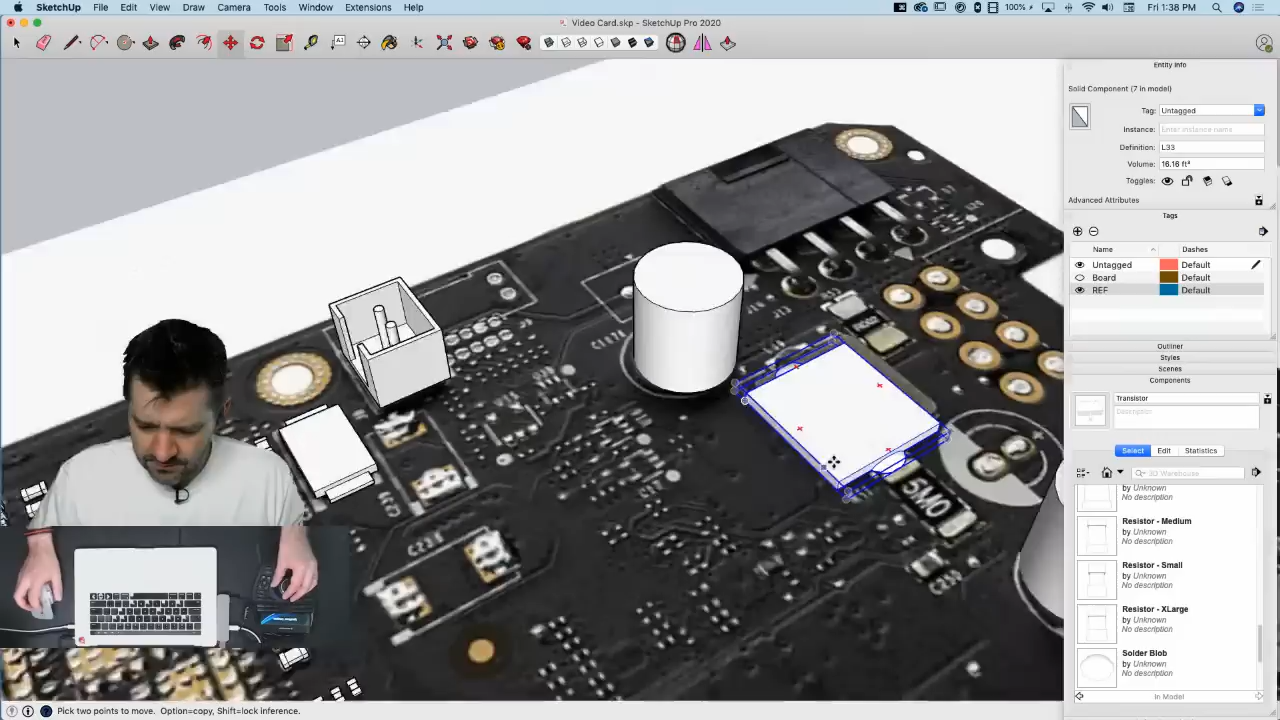 SketchUp File Edit View Draw Camera Tools Window Extensions Help
100% Fri 1:38 PM
Video Card.skp - SketchUp Pro 2020
Entity Info
Solid Component (7 in model)
Tag: Untagged
Instance: Enter instance name
Definition: L33
Volume: 16.16 ft³
Toggles:
Advanced Attributes
Tags
Name Dashes
Untagged Default
Board Default
REF Default
Outliner
Styles
Scenes
Components
Transistor
Description
Select Edit Statistics
3D Warehouse
by Unknown
No description
Resistor - Medium
by Unknown
No description
Resistor - Small
by Unknown
No description
Resistor - XLarge
by Unknown
No description
Solder Blob
by Unknown
No description
In Model
5M0
Pick two points to move. Option=copy, Shift=lock inference.